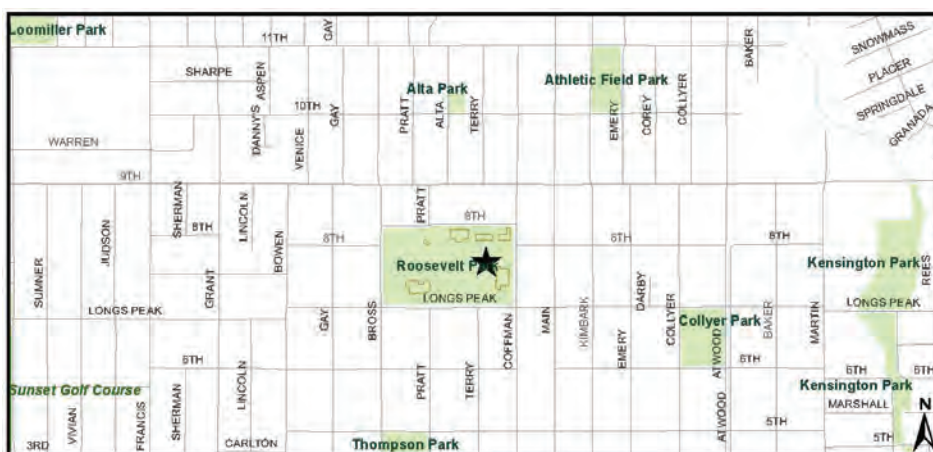 Loomiller Park
11TH
GAY
BAKER
SNOWMASS
PLACER
SPRINGDALE
GRANADA
SHARPE
ASPEN
DANNY'S
10TH
VENICE
GAY
PRATT
Alta Park
ALTA
TERRY
Athletic Field Park
EMERY
COREY
COLLYER
WARREN
9TH
SUMNER
JUDSON
SHERMAN
8TH
GRANT
LINCOLN
BOWEN
8TH
PRATT
8TH
Roosevelt Park
LONGS PEAK
8TH
8TH
Kensington Park
REES
LONGS PEAK
LONGS PEAK
GAY
BROSS
COFFMAN
MAIN
KIMBARK
DARBY
EMERY
COLLYER
Collyer Park
ATWOOD
BAKER
MARTIN
6TH
PRATT
TERRY
6TH
6TH
6TH
Sunset Golf Course
VIVIAN
FRANCIS
SHERMAN
LINCOLN
Kensington Park
MARSHALL
N
3RD
CARLTON
Thompson Park
ATWOOD
5TH
5TH